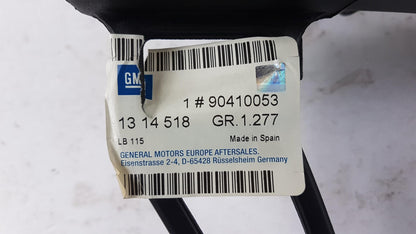 GM
1 # 90410053
13 14 518 GR.1.277
LB 115 Made in Spain
GENERAL MOTORS EUROPE AFTERSALES.
Eisenstrasse 2-4, D-65428 Rüsselsheim Germany